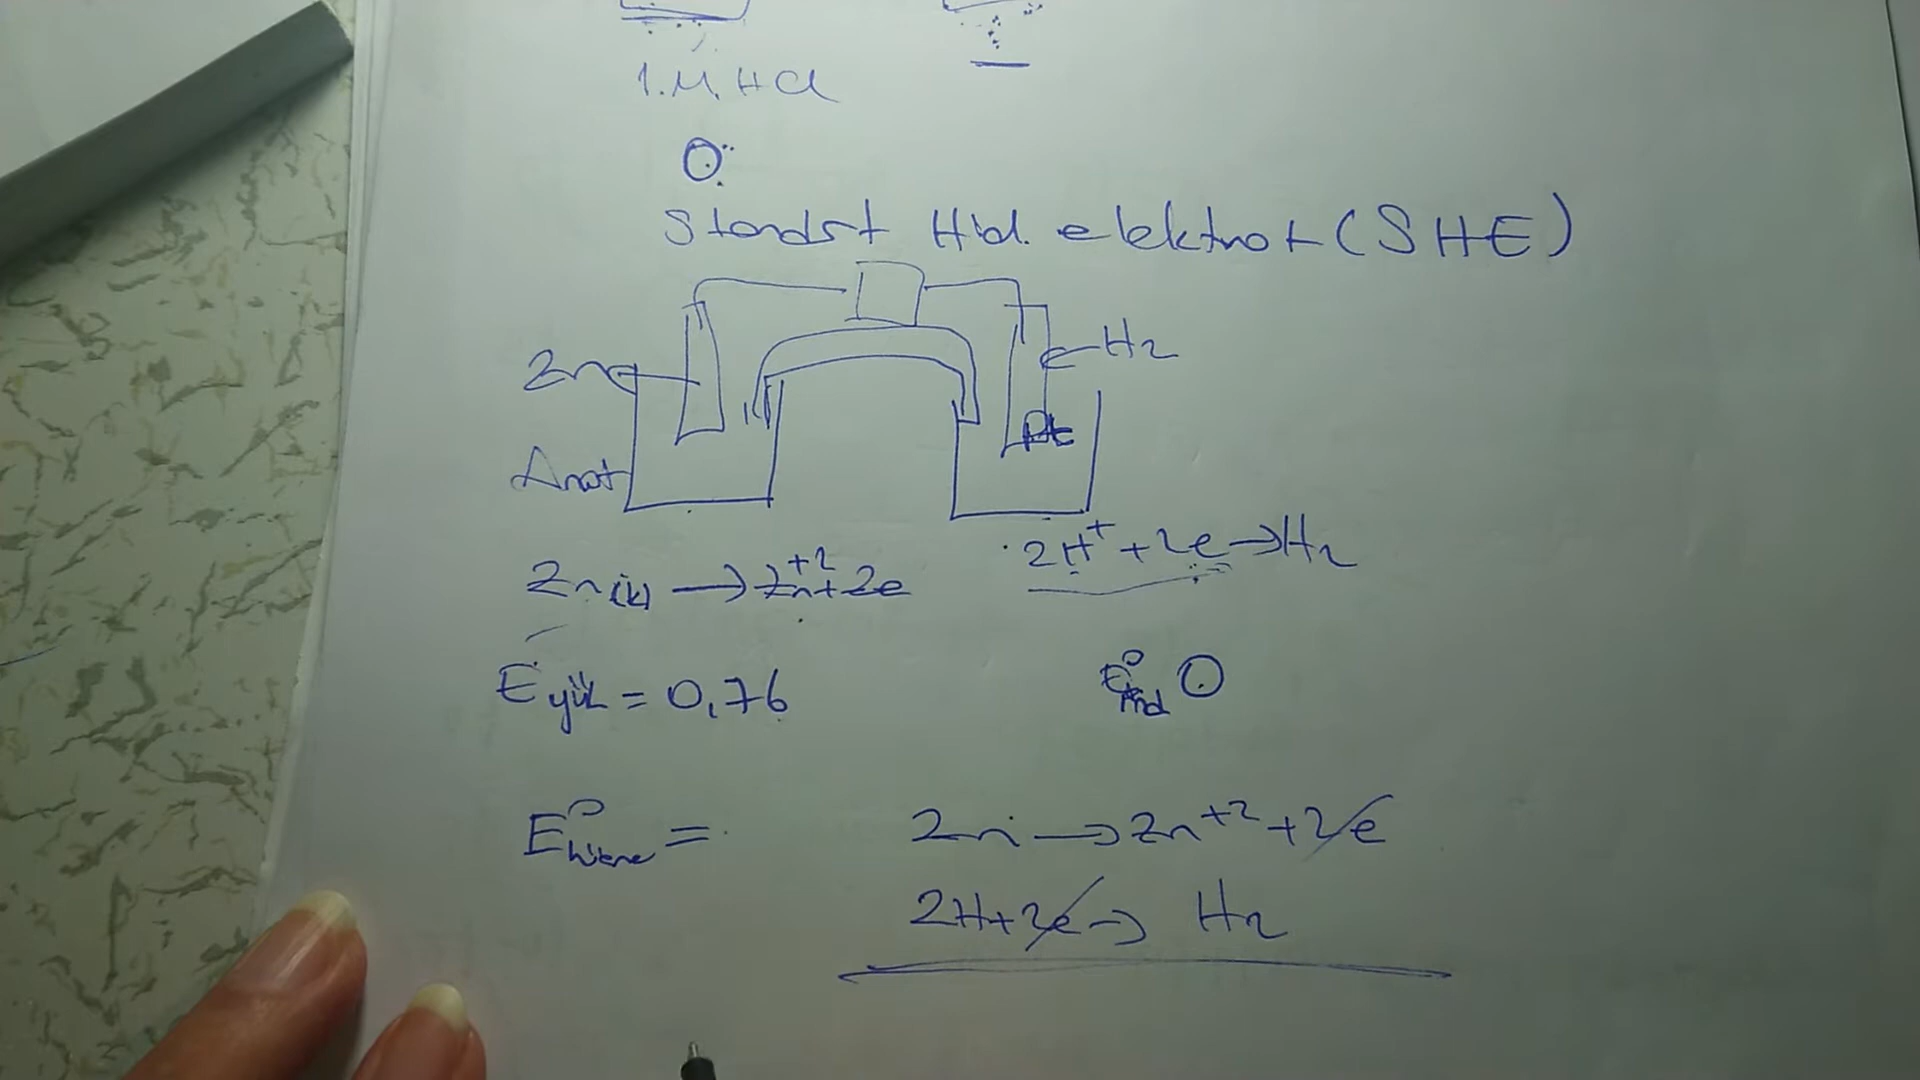 1.M. HCl
0
Standart Hid. elektrot (SHE)
Zn
H2
Pt
Anot
2H+ + 2e → H2
Zn(k) → Zn+2 + 2e
Eyük = 0,76
E°ind 0
E°hücre =
Zn → Zn+2 + 2e
2H + 2e → H2